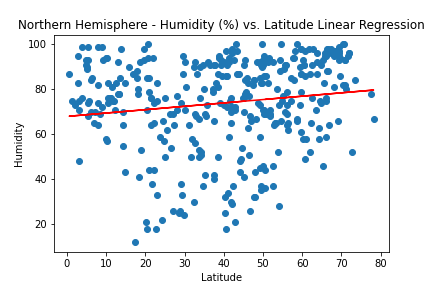 Northern Hemisphere - Humidity (%) vs. Latitude Linear Regression
100
80
60
40
20
Humidity
0 10 20 30 40 50 60 70 80
Latitude